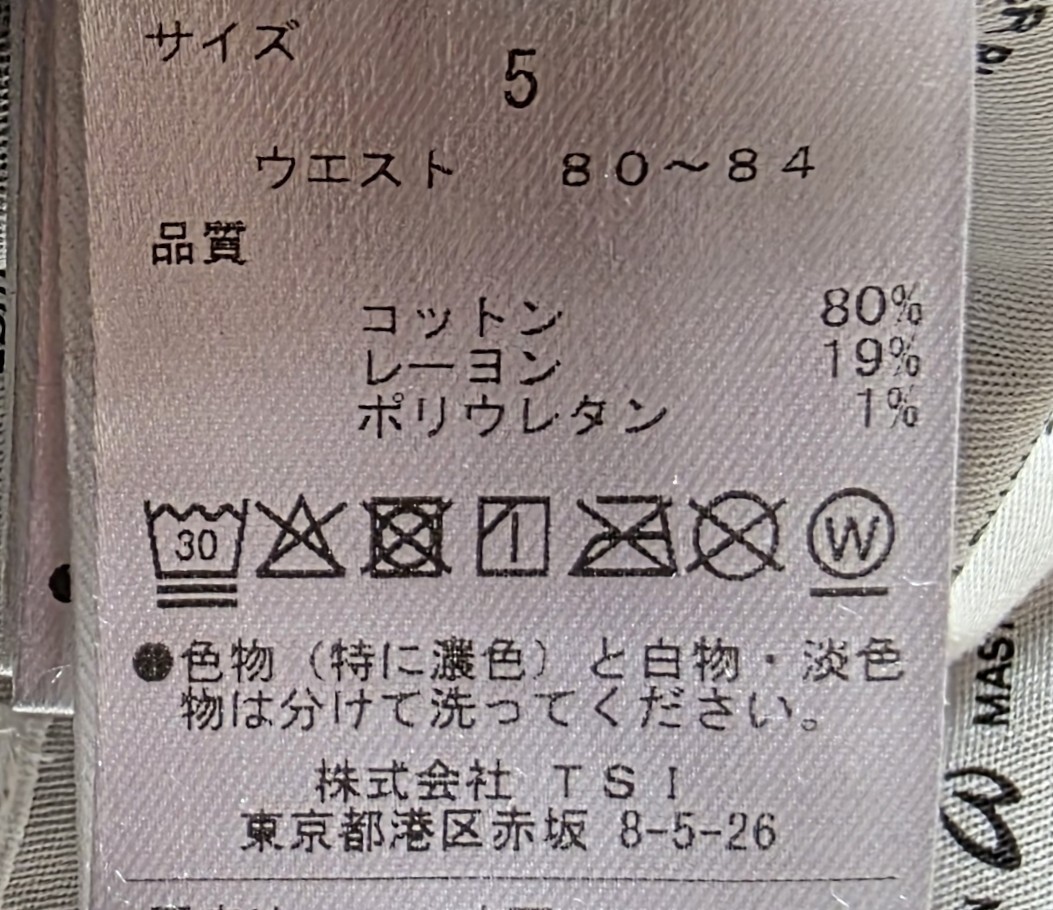 サイズ
5
ウエスト 80～84
品質
コットン 80%
レーヨン 19%
ポリウレタン 1%
30
W
●色物（特に濃色）と白物・淡色
物は分けて洗ってください。
株式会社 TSI
東京都港区赤坂 8-5-26
MAS